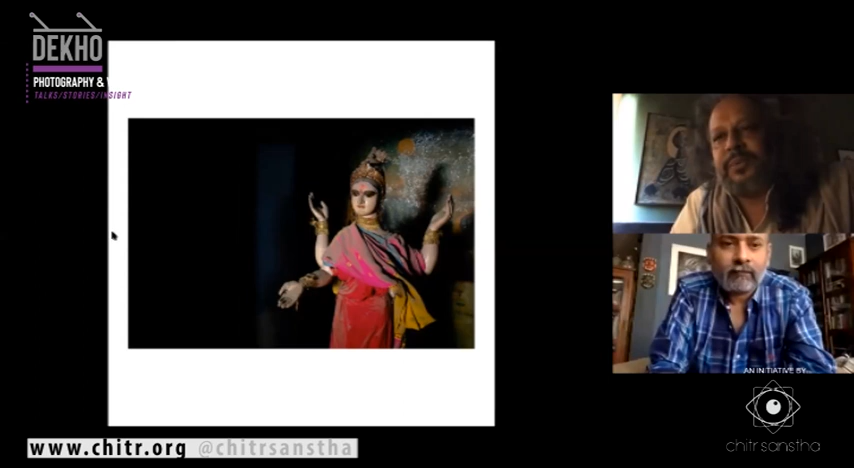 DEKHO
PHOTOGRAPHY &
TALKS/STORIES/INSIGHT
AN INITIATIVE BY
chitrsanstha
www.chitr.org @chitrsanstha